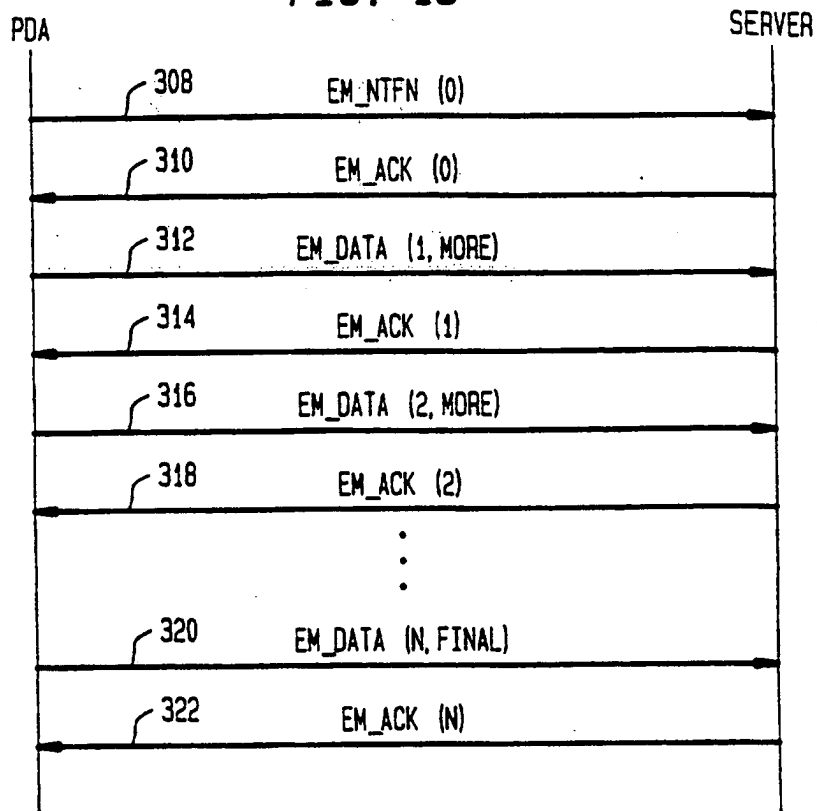 PDA
SERVER
308
EM_NTFN (0)
310
EM_ACK (0)
312
EM_DATA (1, MORE)
314
EM_ACK (1)
316
EM_DATA (2, MORE)
318
EM_ACK (2)
320
EM_DATA (N, FINAL)
322
EM_ACK (N)